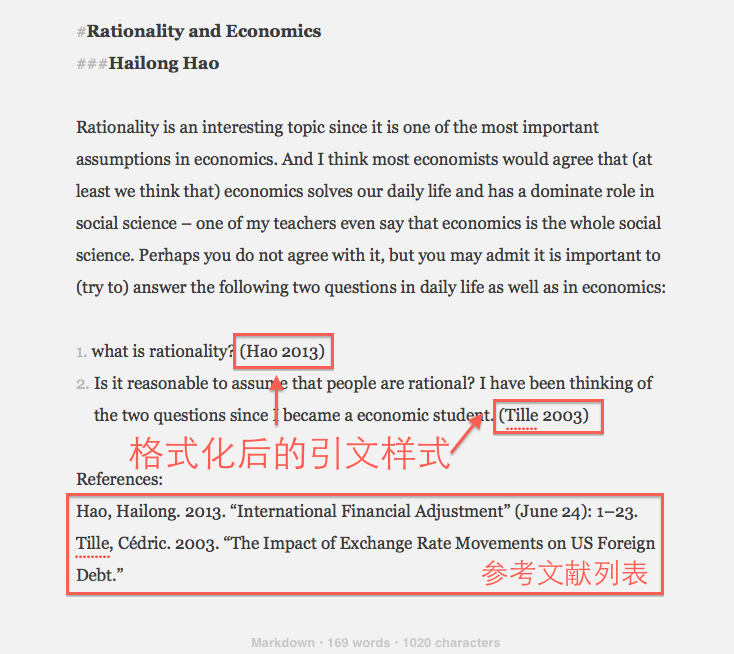 #Rationality and Economics
###Hailong Hao
Rationality is an interesting topic since it is one of the most important
assumptions in economics. And I think most economists would agree that (at
least we think that) economics solves our daily life and has a dominate role in
social science – one of my teachers even say that economics is the whole social
science. Perhaps you do not agree with it, but you may admit it is important to
(try to) answer the following two questions in daily life as well as in economics:
1. what is rationality? (Hao 2013)
2. Is it reasonable to assume that people are rational? I have been thinking of
the two questions since I became a economic student. (Tille 2003)
格式化后的引文样式
References:
Hao, Hailong. 2013. “International Financial Adjustment” (June 24): 1–23.
Tille, Cédric. 2003. “The Impact of Exchange Rate Movements on US Foreign
Debt.”
参考文献列表
Markdown · 169 words · 1020 characters